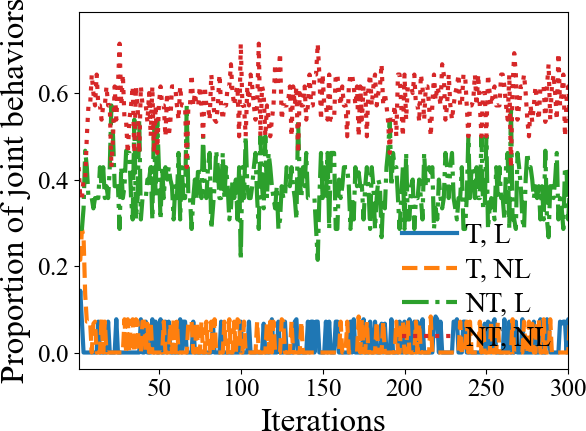 Proportion of joint behaviors
0.6
0.4
0.2
0.0
T, L
T, NL
NT, L
NT, NL
50
100
150
200
250
300
Iterations